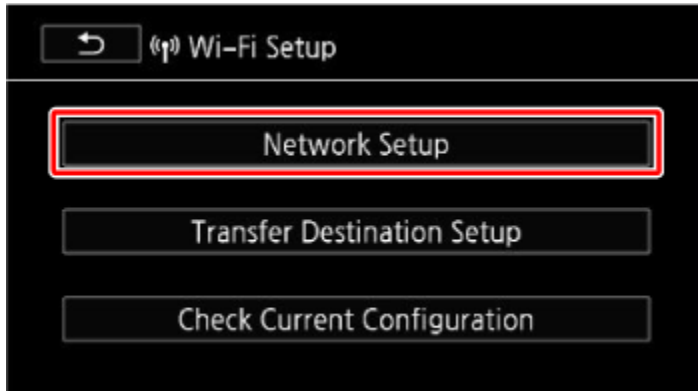 Wi-Fi Setup
Network Setup
Transfer Destination Setup
Check Current Configuration